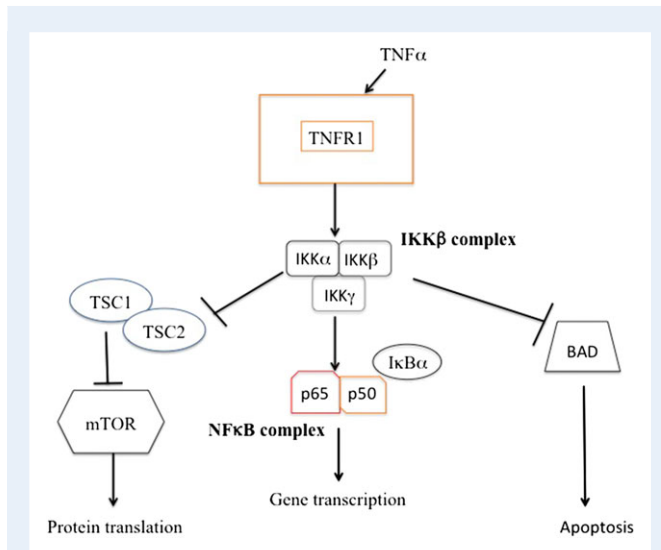 TNFα
TNFR1
IKKβ complex
IKKα
IKKβ
IKKγ
TSC1
TSC2
BAD
IκBα
p65
p50
mTOR
NFκB complex
Gene transcription
Protein translation
Apoptosis